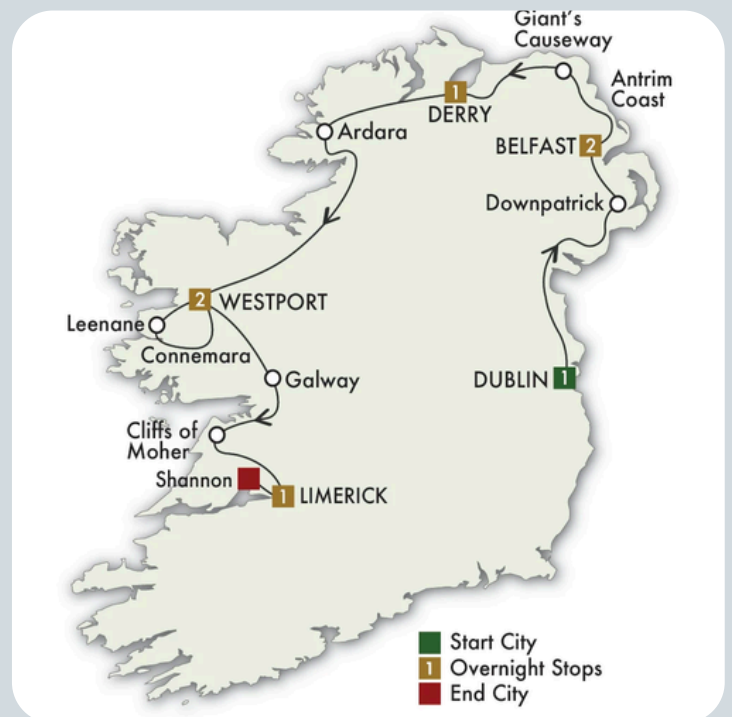 Giant's
Causeway
Antrim
Coast
1
DERRY
Ardara
BELFAST 2
Downpatrick
2 WESTPORT
Leenane
Connemara
Galway
DUBLIN 1
Cliffs of
Moher
Shannon
1 LIMERICK
Start City
1 Overnight Stops
End City